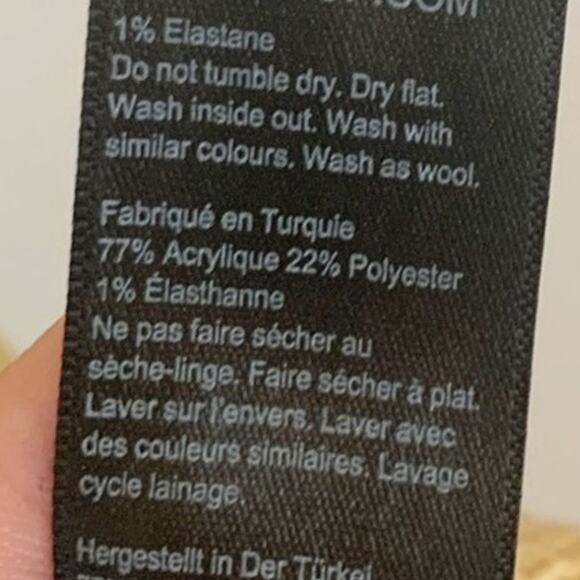 1% Elastane
Do not tumble dry. Dry flat.
Wash inside out. Wash with
similar colours. Wash as wool.
Fabriqué en Turquie
77% Acrylique 22% Polyester
1% Élasthanne
Ne pas faire sécher au
sèche-linge. Faire sécher à plat.
Laver sur l'envers. Laver avec
des couleurs similaires. Lavage
cycle lainage.
Hergestellt in Der Türkei